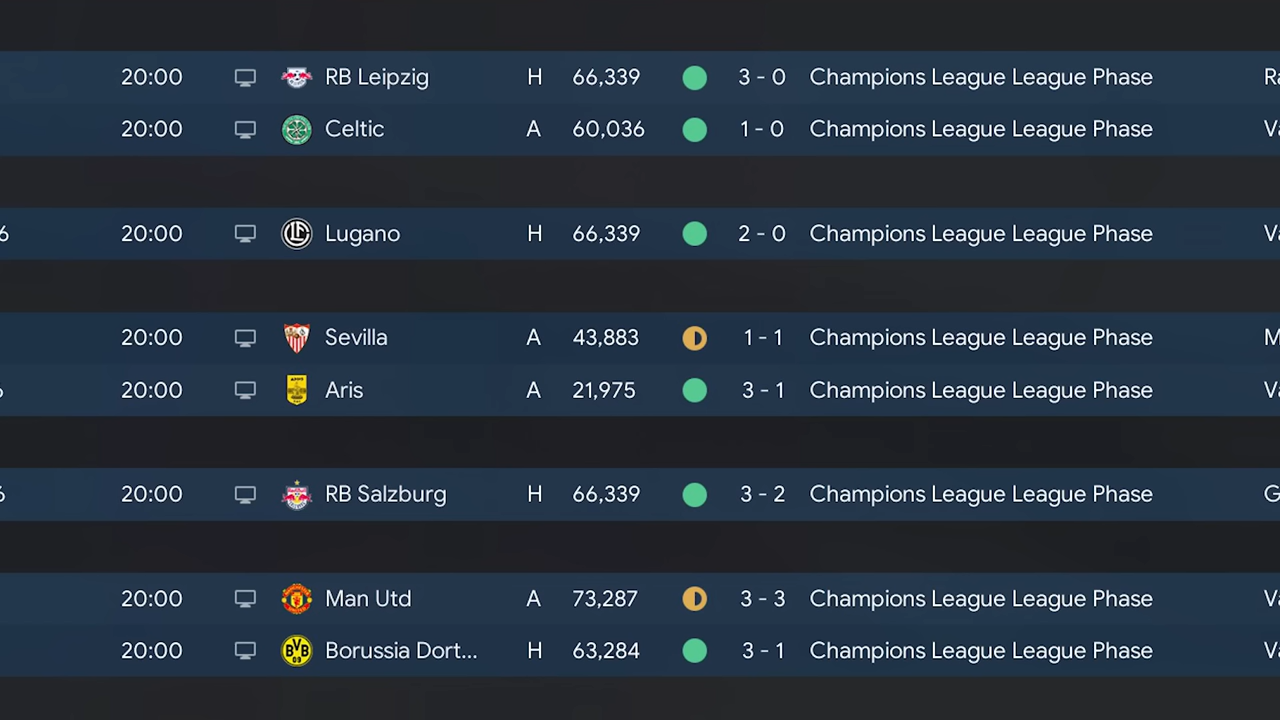 20:00 RB Leipzig H 66,339 3 - 0 Champions League League Phase
20:00 Celtic A 60,036 1 - 0 Champions League League Phase
6 20:00 Lugano H 66,339 2 - 0 Champions League League Phase
20:00 Sevilla A 43,883 1 - 1 Champions League League Phase
20:00 Aris A 21,975 3 - 1 Champions League League Phase
6 20:00 RB Salzburg H 66,339 3 - 2 Champions League League Phase
20:00 Man Utd A 73,287 3 - 3 Champions League League Phase
20:00 Borussia Dort... H 63,284 3 - 1 Champions League League Phase